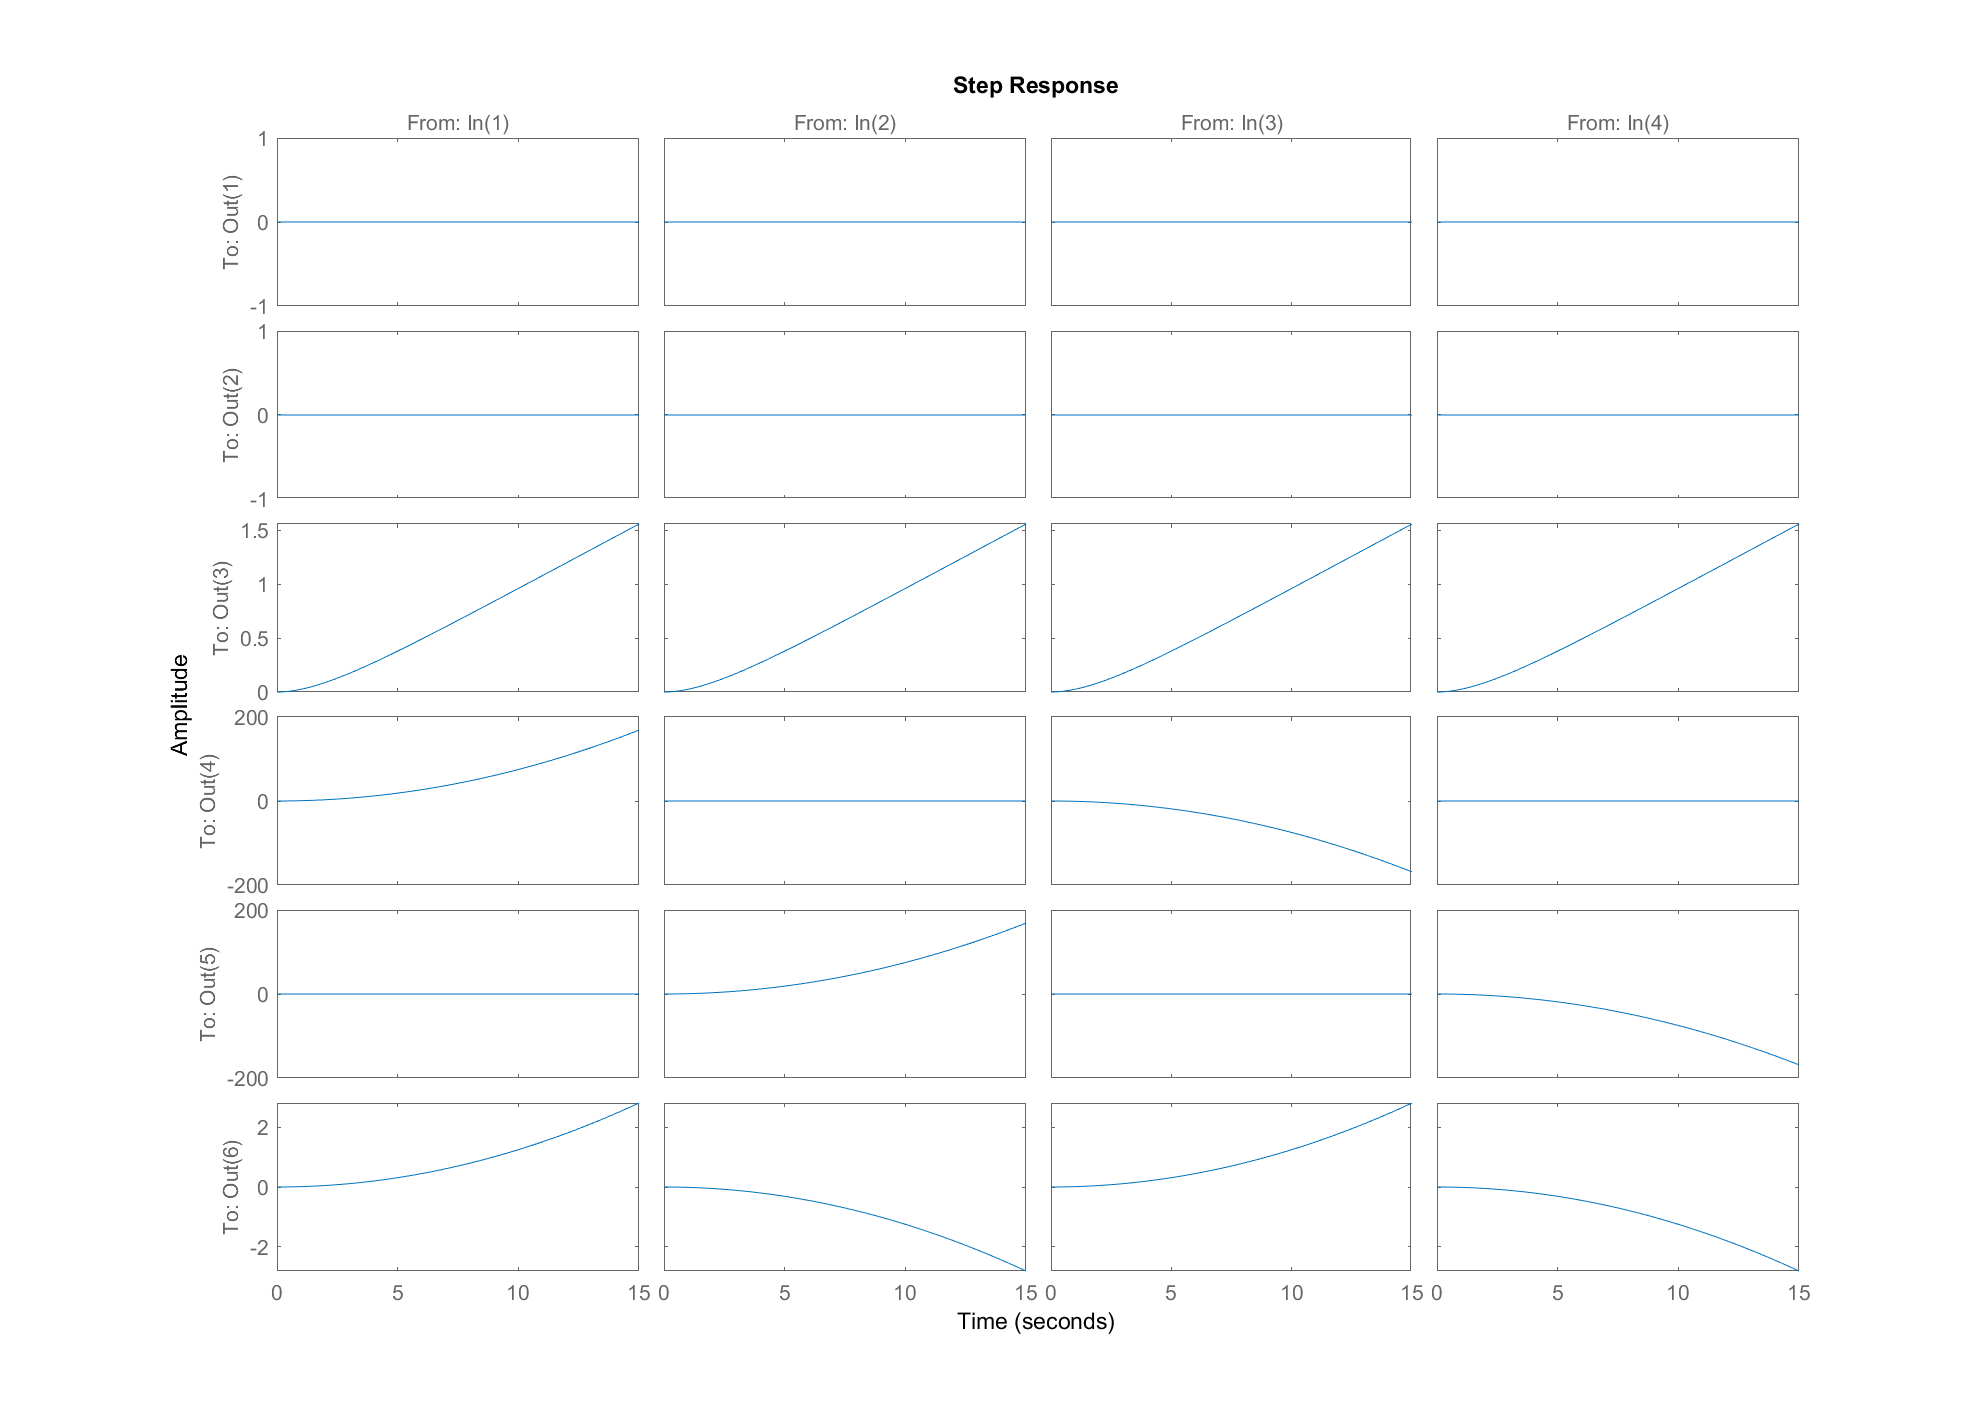 Step Response
From: In(1) From: In(2) From: In(3) From: In(4)
To: Out(1)
1
0
-1
To: Out(2)
1
0
-1
To: Out(3)
1.5
1
0.5
0
Amplitude
To: Out(4)
200
0
-200
To: Out(5)
200
0
-200
To: Out(6)
2
0
-2
0 5 10 15 0 5 10 15 0 5 10 15 0 5 10 15
Time (seconds)